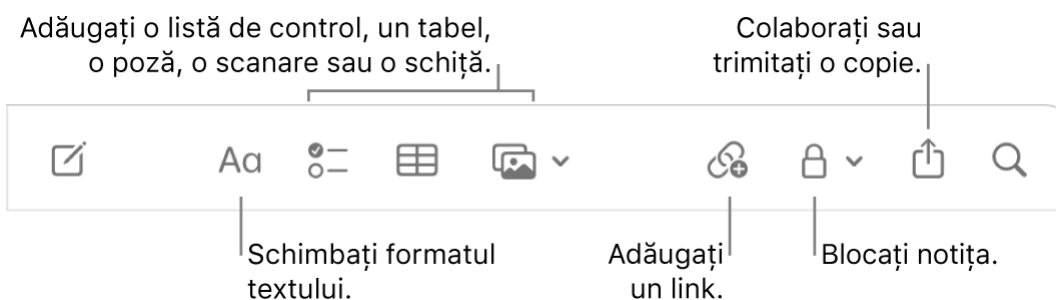 Adăugați o listă de control, un tabel,
o poză, o scanare sau o schiță.
Colaborați sau
trimitați o copie.
Aa
Schimbați formatul
textului.
Adăugați
un link.
Blocați notița.